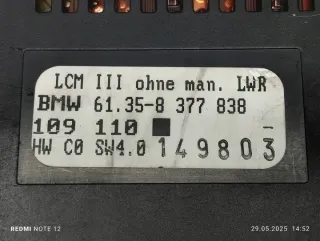 LCM III ohne man. LWR
BMW 61.35-8 377 838
109 110 ■ –
HW C0 SW4.0 149803
REDMI NOTE 12 29.05.2025 14:52